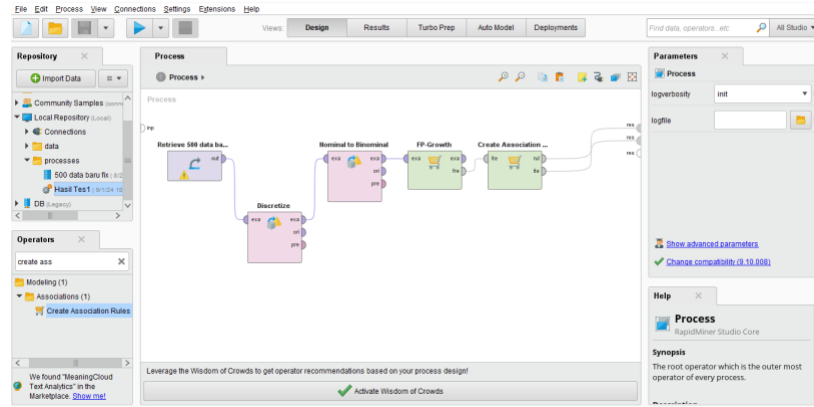 File Edit Process View Connections Settings Extensions Help
Views: Design Results Turbo Prep Auto Model Deployments
Find data, operators...etc
All Studio
Repository
Import Data
Community Samples
Local Repository (Local)
Connections
data
processes
500 data baru fix
Hasil Tes1
DB (Legacy)
Operators
create ass
Modeling (1)
Associations (1)
Create Association Rules
We found "MeaningCloud
Text Analytics" in the
Marketplace. Show me!
Process
Process
Process
inp
res
res
res
Retrieve 500 data ba...
out
Discretize
exa exa
ori
pre
Nominal to Binominal
exa exa
ori
pre
FP-Growth
exa exa
fre
Create Association ...
ite rul
ite
Leverage the Wisdom of Crowds to get operator recommendations based on your process design!
Activate Wisdom of Crowds
Parameters
Process
logverbosity init
logfile
Show advanced parameters
Change compatibility (9.10.008)
Help
Process
RapidMiner Studio Core
Synopsis
The root operator which is the outer most
operator of every process.